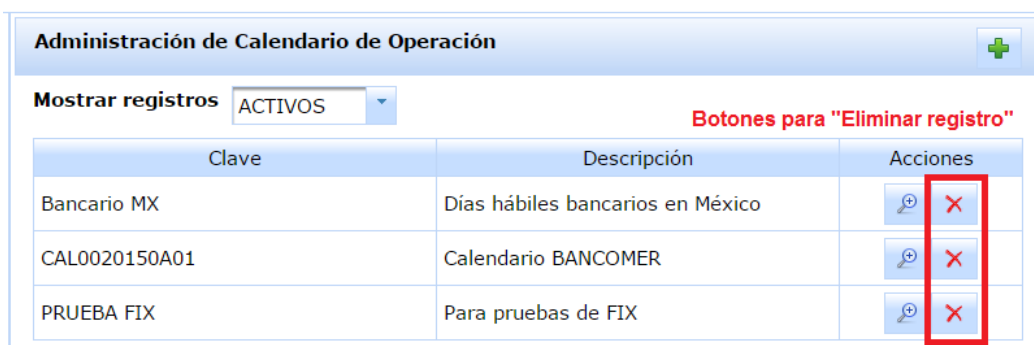 Administración de Calendario de Operación
Mostrar registros ACTIVOS
Botones para "Eliminar registro"
Clave Descripción Acciones
Bancario MX Días hábiles bancarios en México
CAL0020150A01 Calendario BANCOMER
PRUEBA FIX Para pruebas de FIX